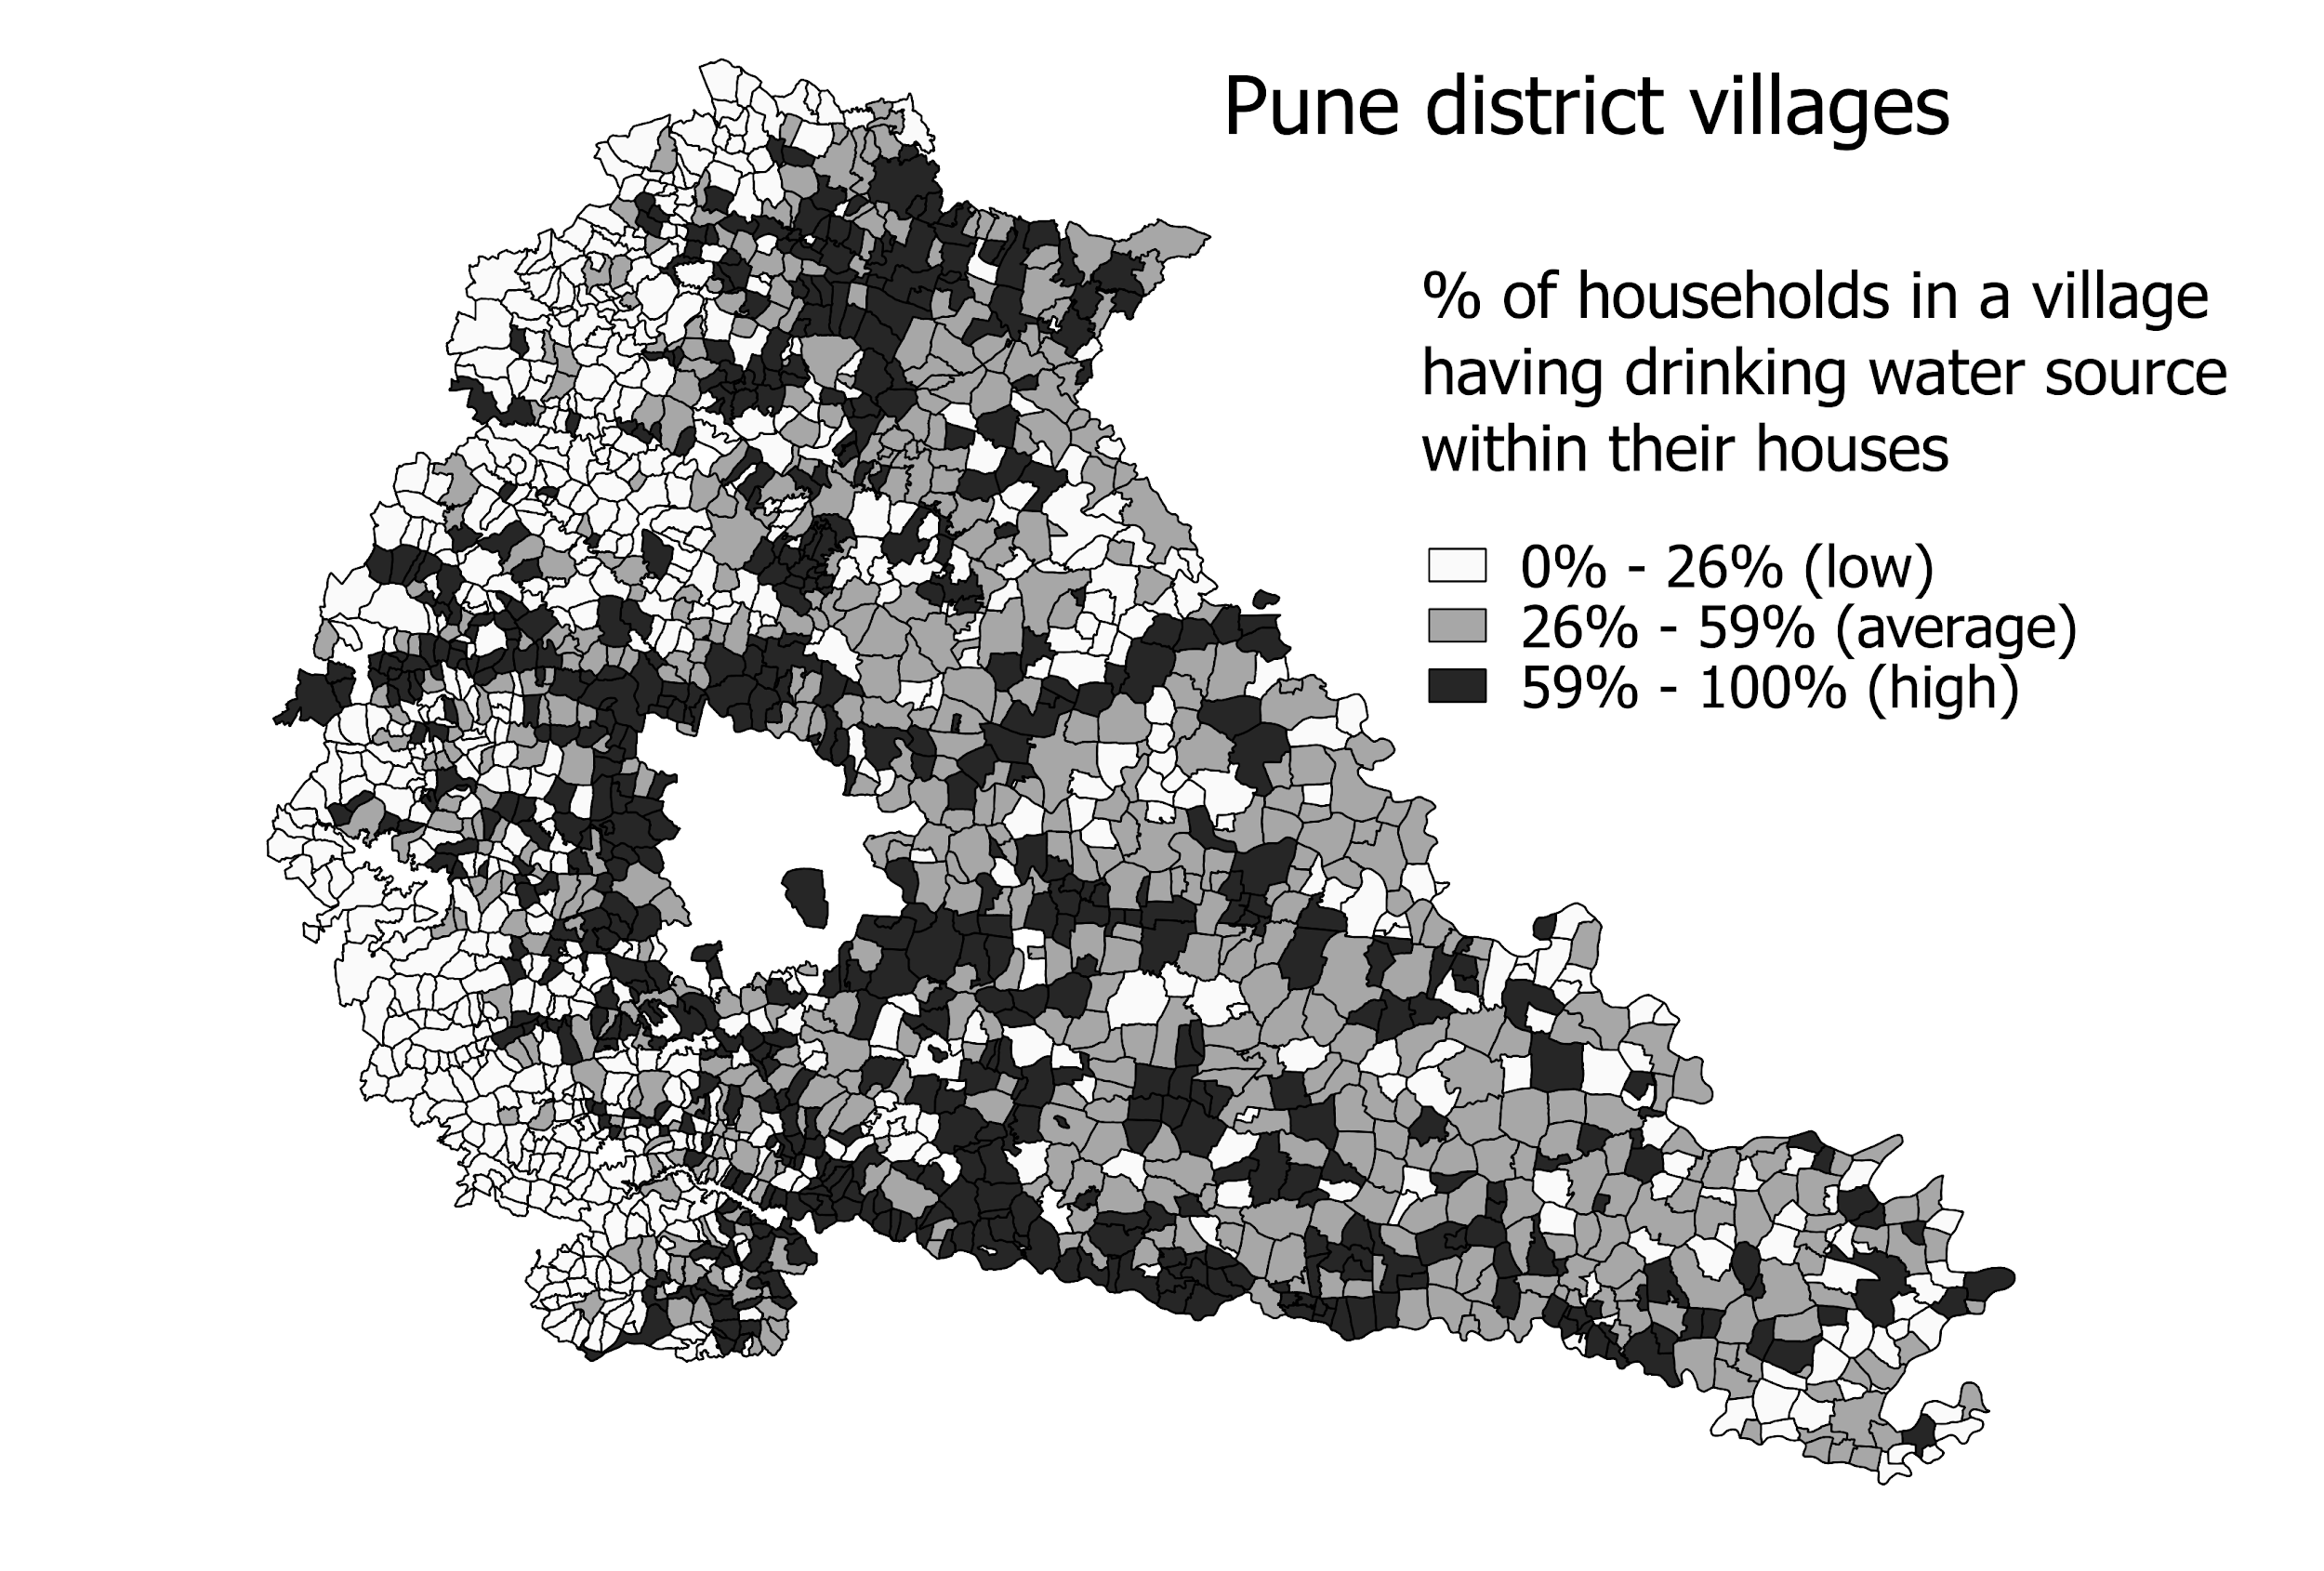 Pune district villages
% of households in a village
having drinking water source
within their houses
0% - 26% (low)
26% - 59% (average)
59% - 100% (high)